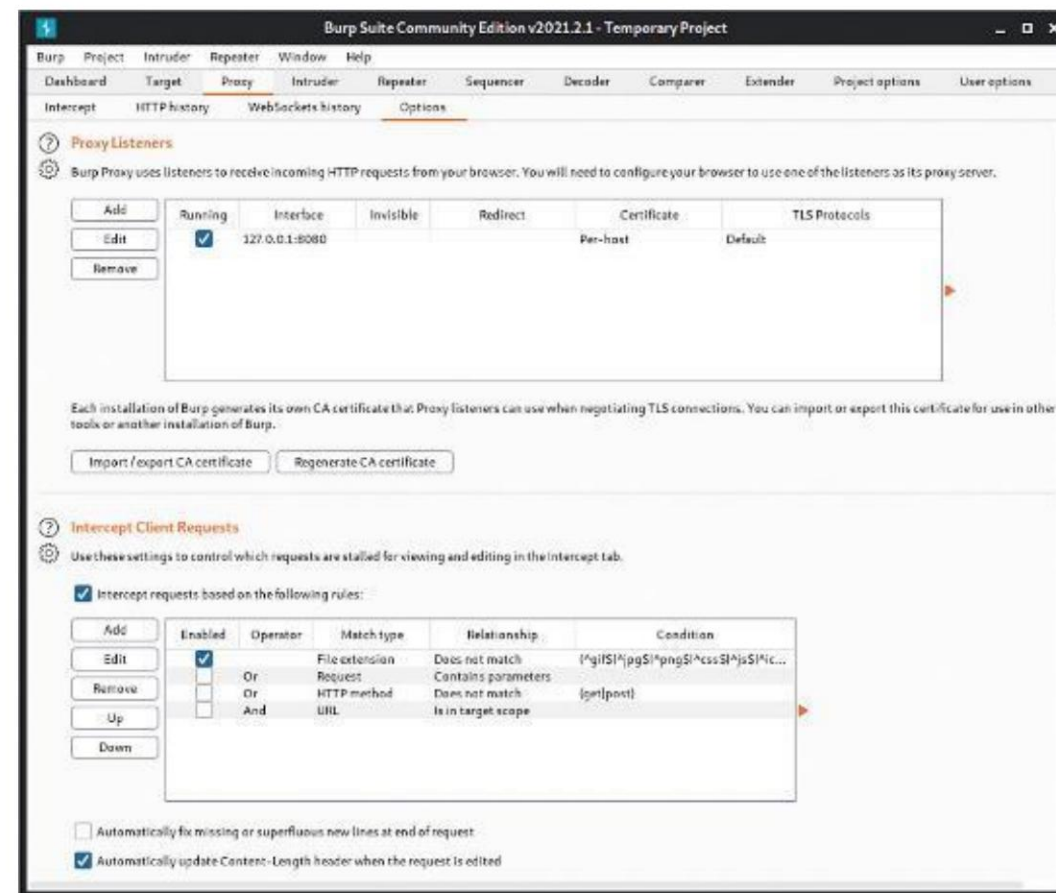 Burp Suite Community Edition v2021.2.1 - Temporary Project
Burp Project Intruder Repeater Window Help
Dashboard Target Proxy Intruder Repeater Sequencer Decoder Comparer Extender Project options User options
Intercept HTTP history WebSockets history Options
Proxy Listeners
Burp Proxy uses listeners to receive incoming HTTP requests from your browser. You will need to configure your browser to use one of the listeners as its proxy server.
Add
Edit
Remove
Running Interface Invisible Redirect Certificate TLS Protocols
127.0.0.1:8080 Per-host Default
Each installation of Burp generates its own CA certificate that Proxy listeners can use when negotiating TLS connections. You can import or export this certificate for use in other
tools or another installation of Burp.
Import / export CA certificate Regenerate CA certificate
Intercept Client Requests
Use these settings to control which requests are stalled for viewing and editing in the Intercept tab.
Intercept requests based on the following rules:
Add
Edit
Remove
Up
Down
Enabled Operator Match type Relationship Condition
File extension Does not match (^gif$|^jpg$|^png$|^css$|^js$|^ic...
Or Request Contains parameters
Or HTTP method Does not match (get|post)
And URL Is in target scope
Automatically fix missing or superfluous new lines at end of request
Automatically update Content-Length header when the request is edited